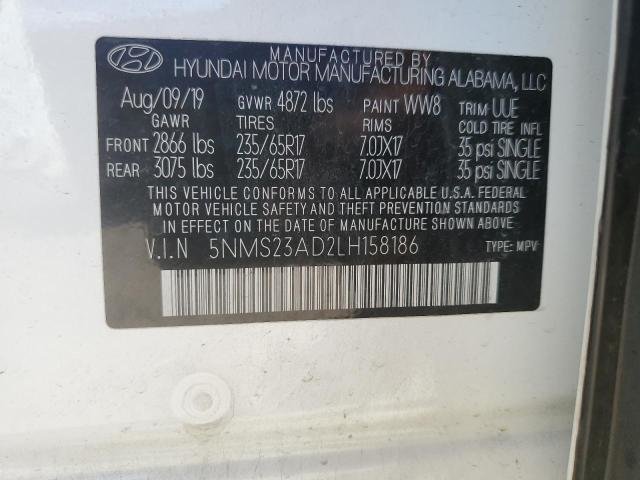 MANUFACTURED BY
HYUNDAI MOTOR MANUFACTURING ALABAMA, LLC
Aug/09/19 GVWR 4872 lbs PAINT WW8 TRIM UUE
GAWR TIRES RIMS COLD TIRE INFL
FRONT 2866 lbs 235/65R17 7.0JX17 35 psi SINGLE
REAR 3075 lbs 235/65R17 7.0JX17 35 psi SINGLE
THIS VEHICLE CONFORMS TO ALL APPLICABLE U.S.A. FEDERAL
MOTOR VEHICLE SAFETY AND THEFT PREVENTION STANDARDS
IN EFFECT ON THE DATE OF MANUFACTURE SHOWN ABOVE
V.I.N 5NMS23AD2LH158186 TYPE: MPV